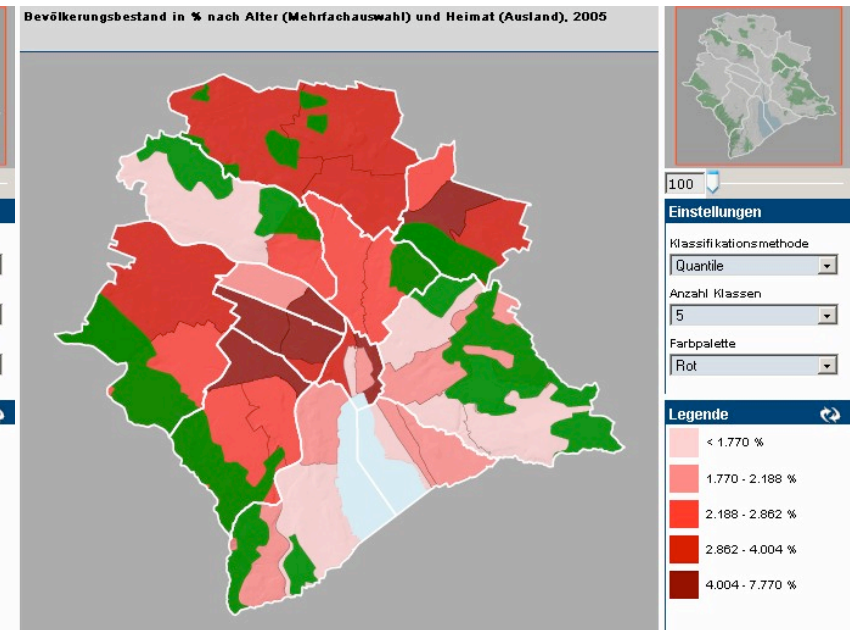 Bevölkerungsbestand in % nach Alter (Mehrfachauswahl) und Heimat (Ausland), 2005
100
Einstellungen
Klassifikationsmethode
Quantile
Anzahl Klassen
5
Farbpalette
Rot
Legende
< 1.770 %
1.770 - 2.188 %
2.188 - 2.862 %
2.862 - 4.004 %
4.004 - 7.770 %